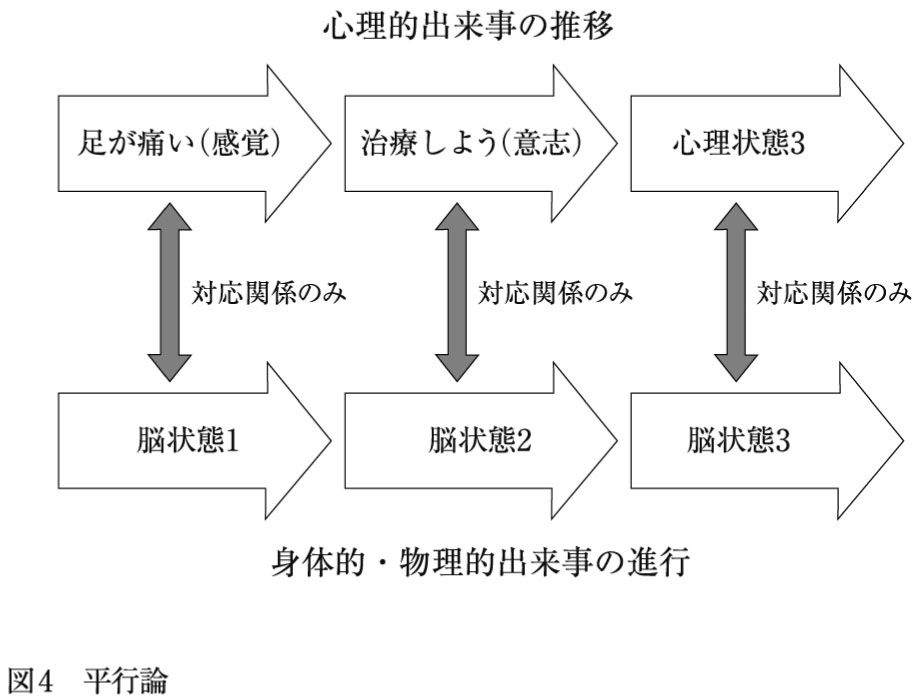 心理的出来事の推移
足が痛い(感覚)
治療しよう(意志)
心理状態3
対応関係のみ
対応関係のみ
対応関係のみ
脳状態1
脳状態2
脳状態3
身体的・物理的出来事の進行
図4 平行論